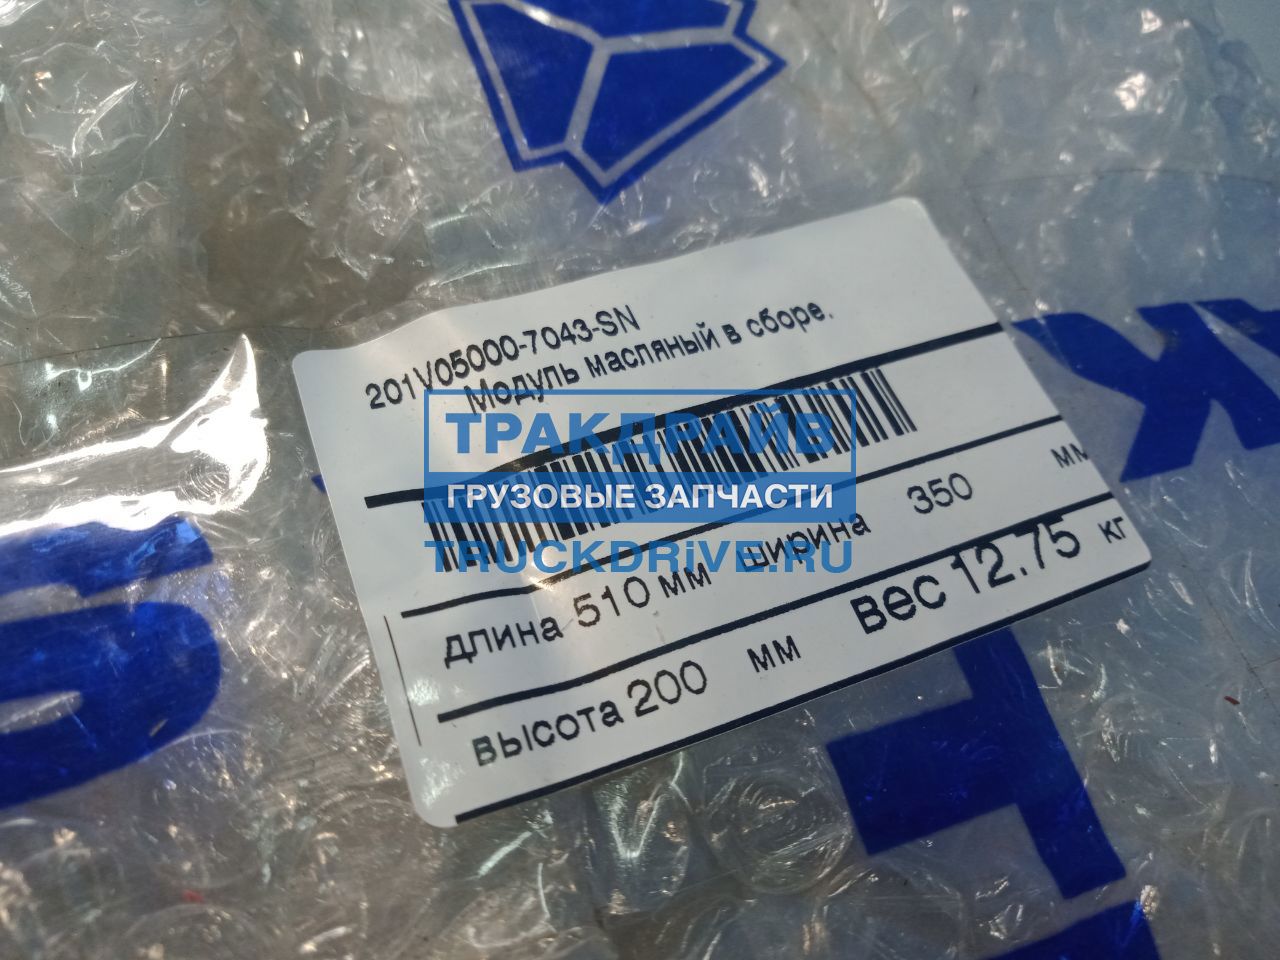 201V05000-7043-SN
Модуль масляный в сборе.
ТРАКДРАЙВ
ГРУЗОВЫЕ ЗАПЧАСТИ
TRUCKDRiVE.RU
длина 510 мм ширина 350 мм
высота 200 мм вес 12.75 кг